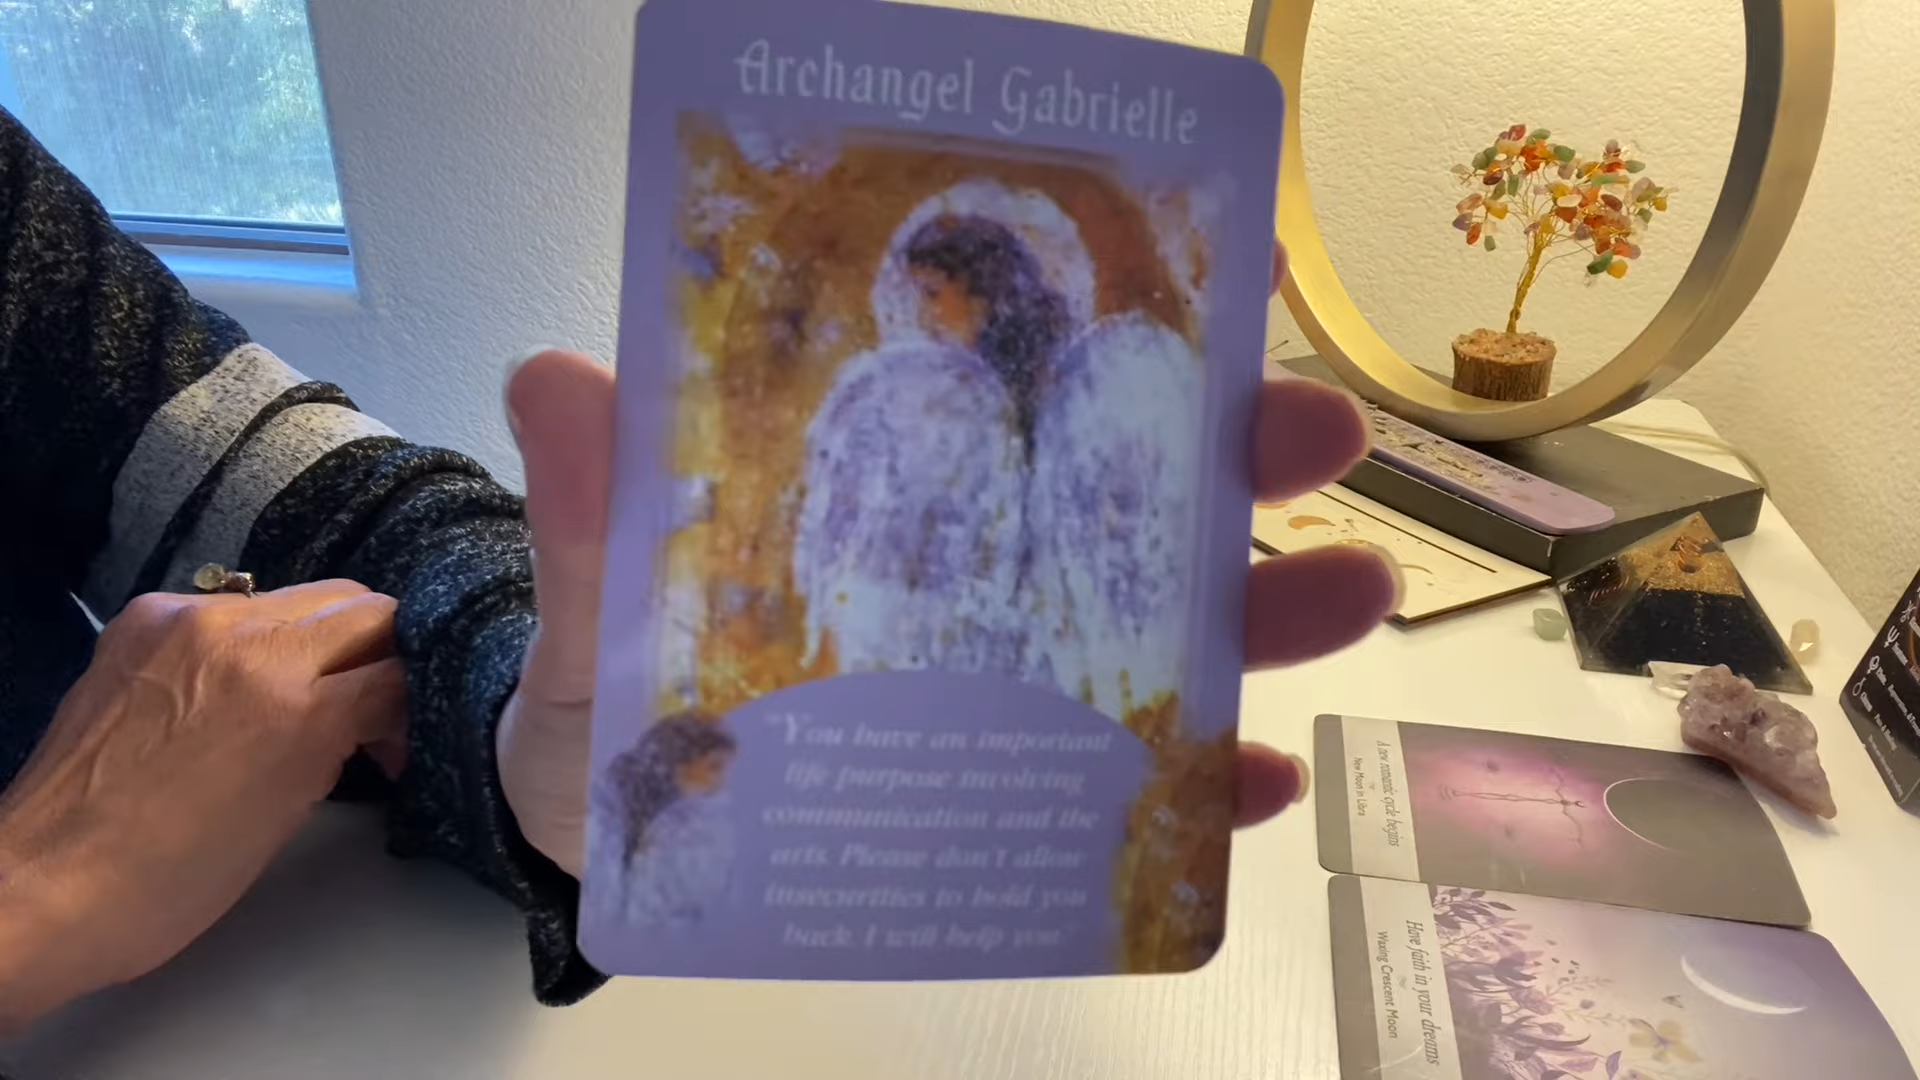 Archangel Gabrielle
"You have an important
life purpose involving
communication and the
arts. Please don't allow
insecurities to hold you
back. I will help you."
A new romantic cycle begins
New Moon in Libra
Have faith in your dreams
Waxing Crescent Moon